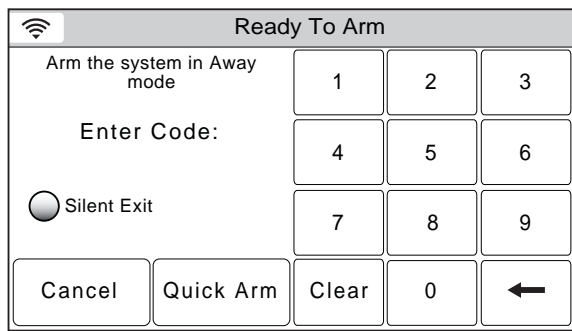 Ready To Arm
Arm the system in Away
mode
Enter Code:
Silent Exit
1 2 3
4 5 6
7 8 9
Cancel Quick Arm Clear 0